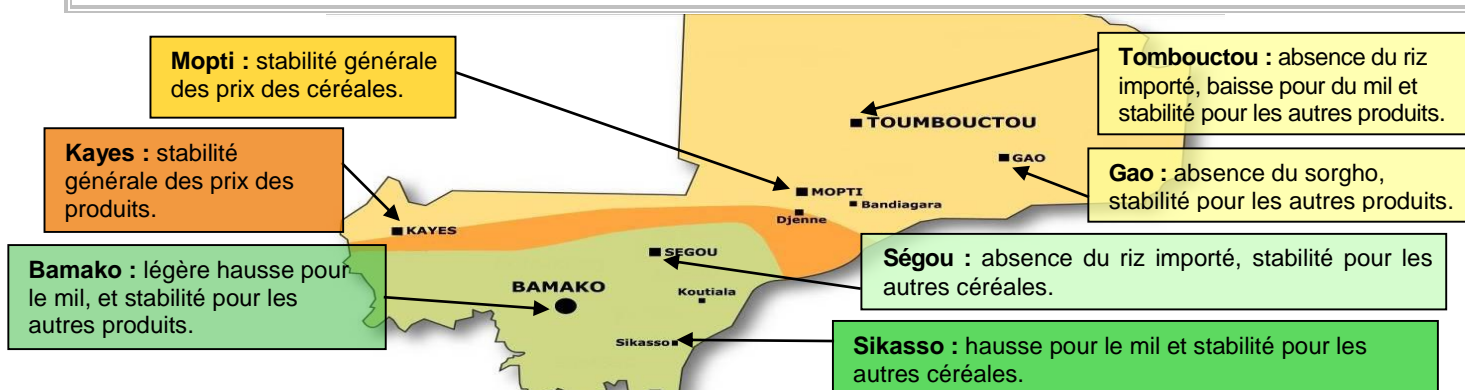 Mopti : stabilité générale
des prix des céréales.
Tombouctou : absence du riz
importé, baisse pour du mil et
stabilité pour les autres produits.
TOUMBOUCTOU
Kayes : stabilité
générale des prix des
produits.
GAO
Gao : absence du sorgho,
stabilité pour les autres produits.
MOPTI
Bandiagara
Djenne
KAYES
Bamako : légère hausse pour
le mil, et stabilité pour les
autres produits.
SEGOU
Ségou : absence du riz importé, stabilité pour les
autres céréales.
BAMAKO
Koutiala
Sikasso
Sikasso : hausse pour le mil et stabilité pour les
autres céréales.